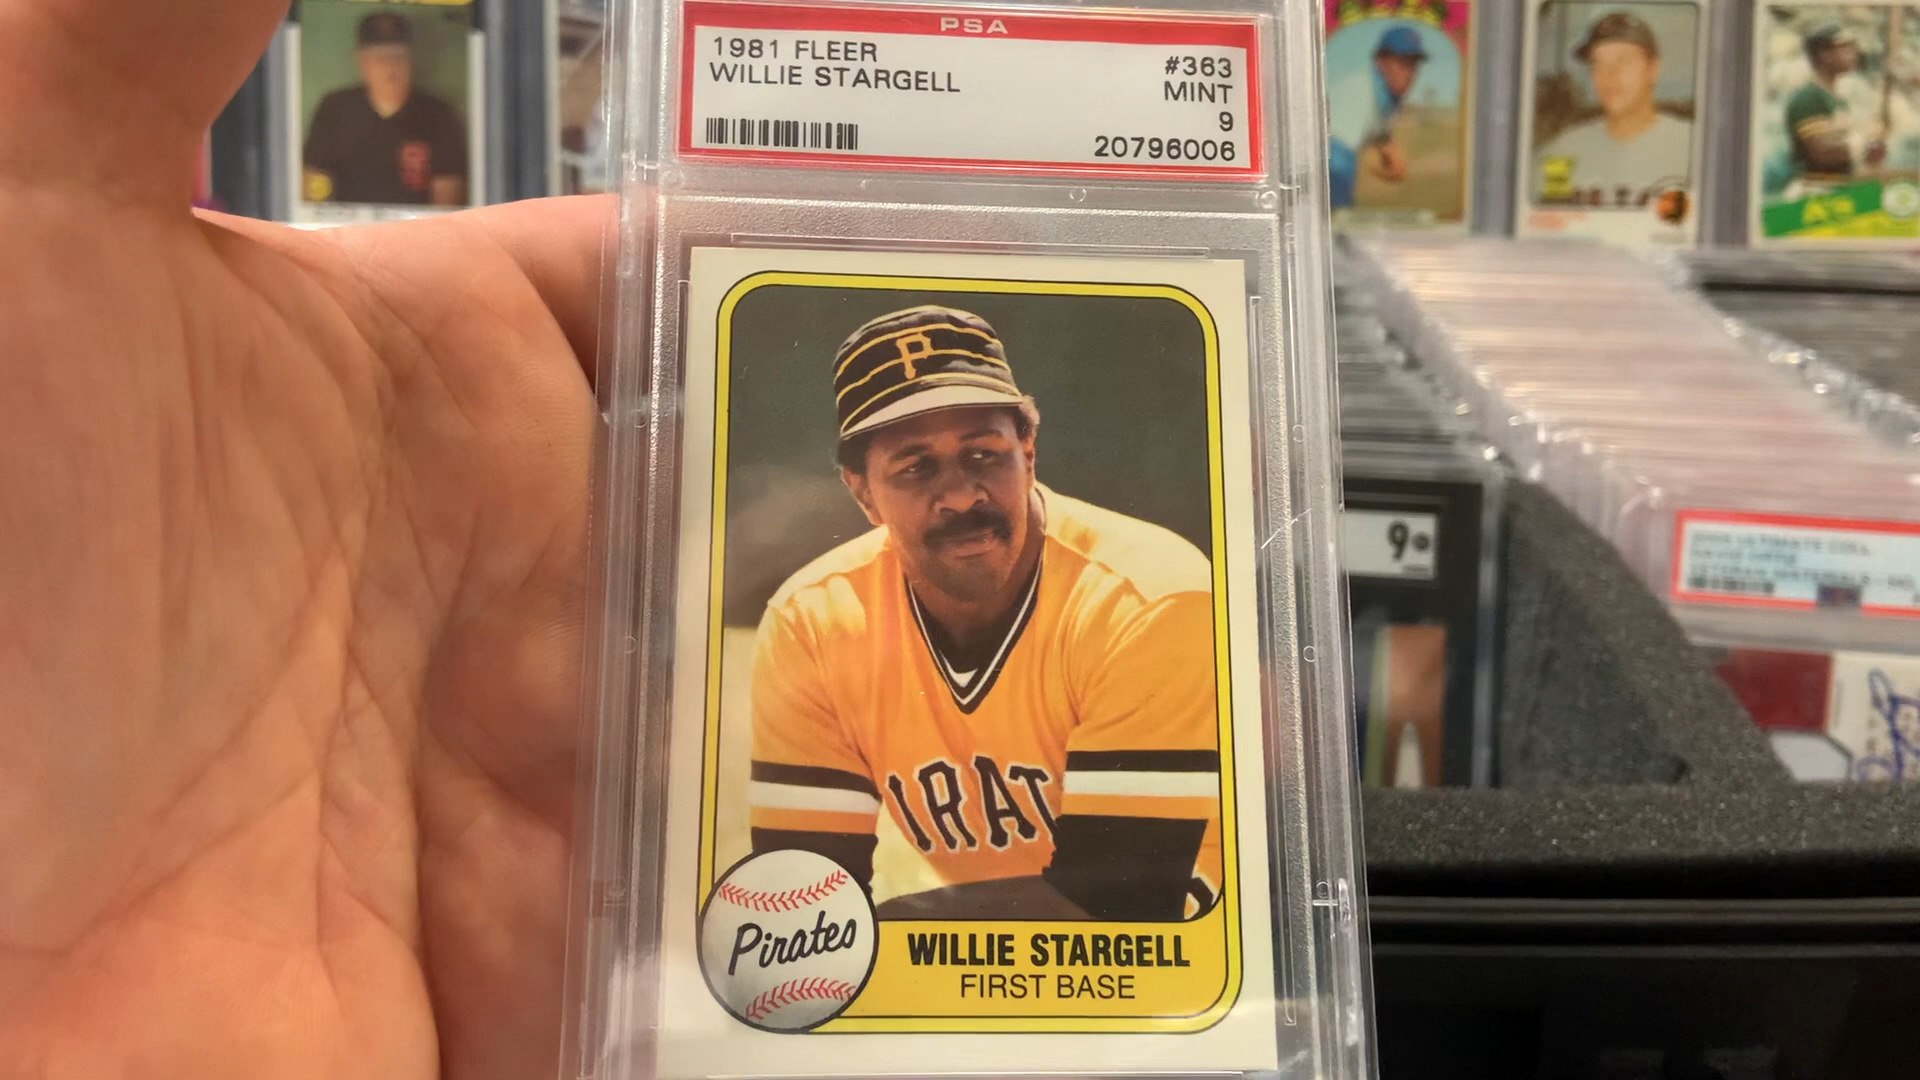 PSA
1981 FLEER
#363
WILLIE STARGELL
MINT
9
20796006
P
IRAT
Pirates
WILLIE STARGELL
FIRST BASE
A's
9